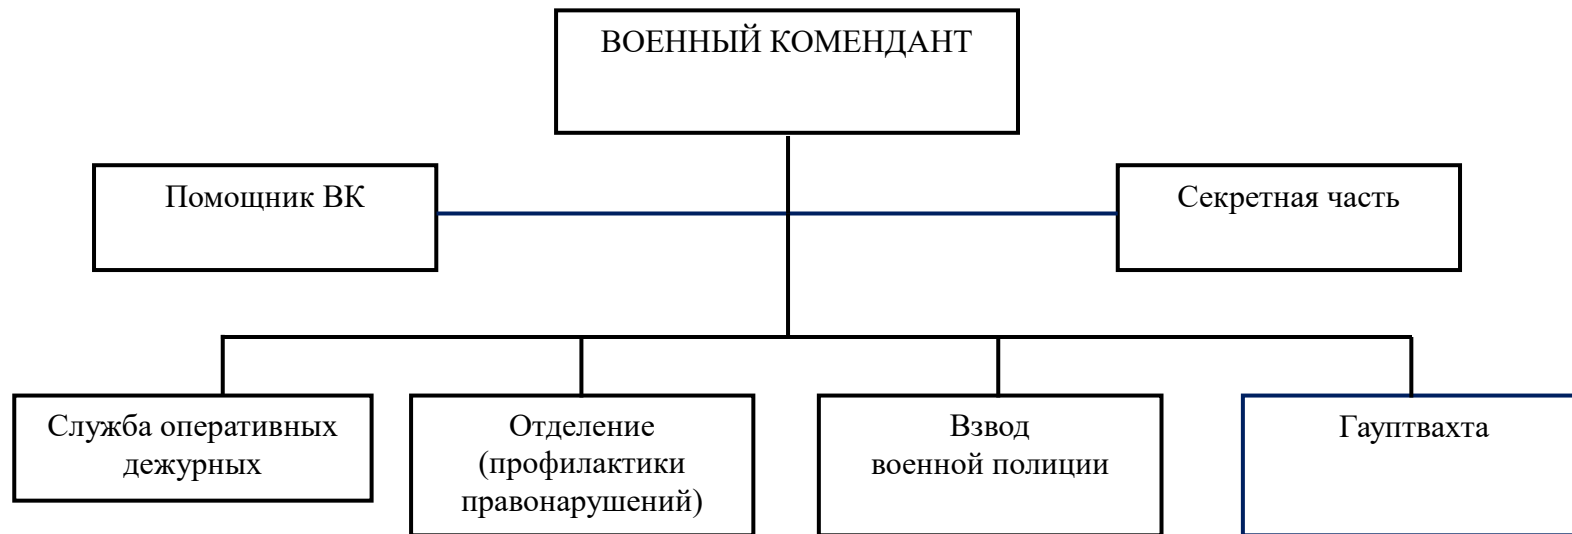 ВОЕННЫЙ КОМЕНДАНТ
Помощник ВК
Секретная часть
Служба оперативных
дежурных
Отделение
(профилактики
правонарушений)
Взвод
военной полиции
Гауптвахта